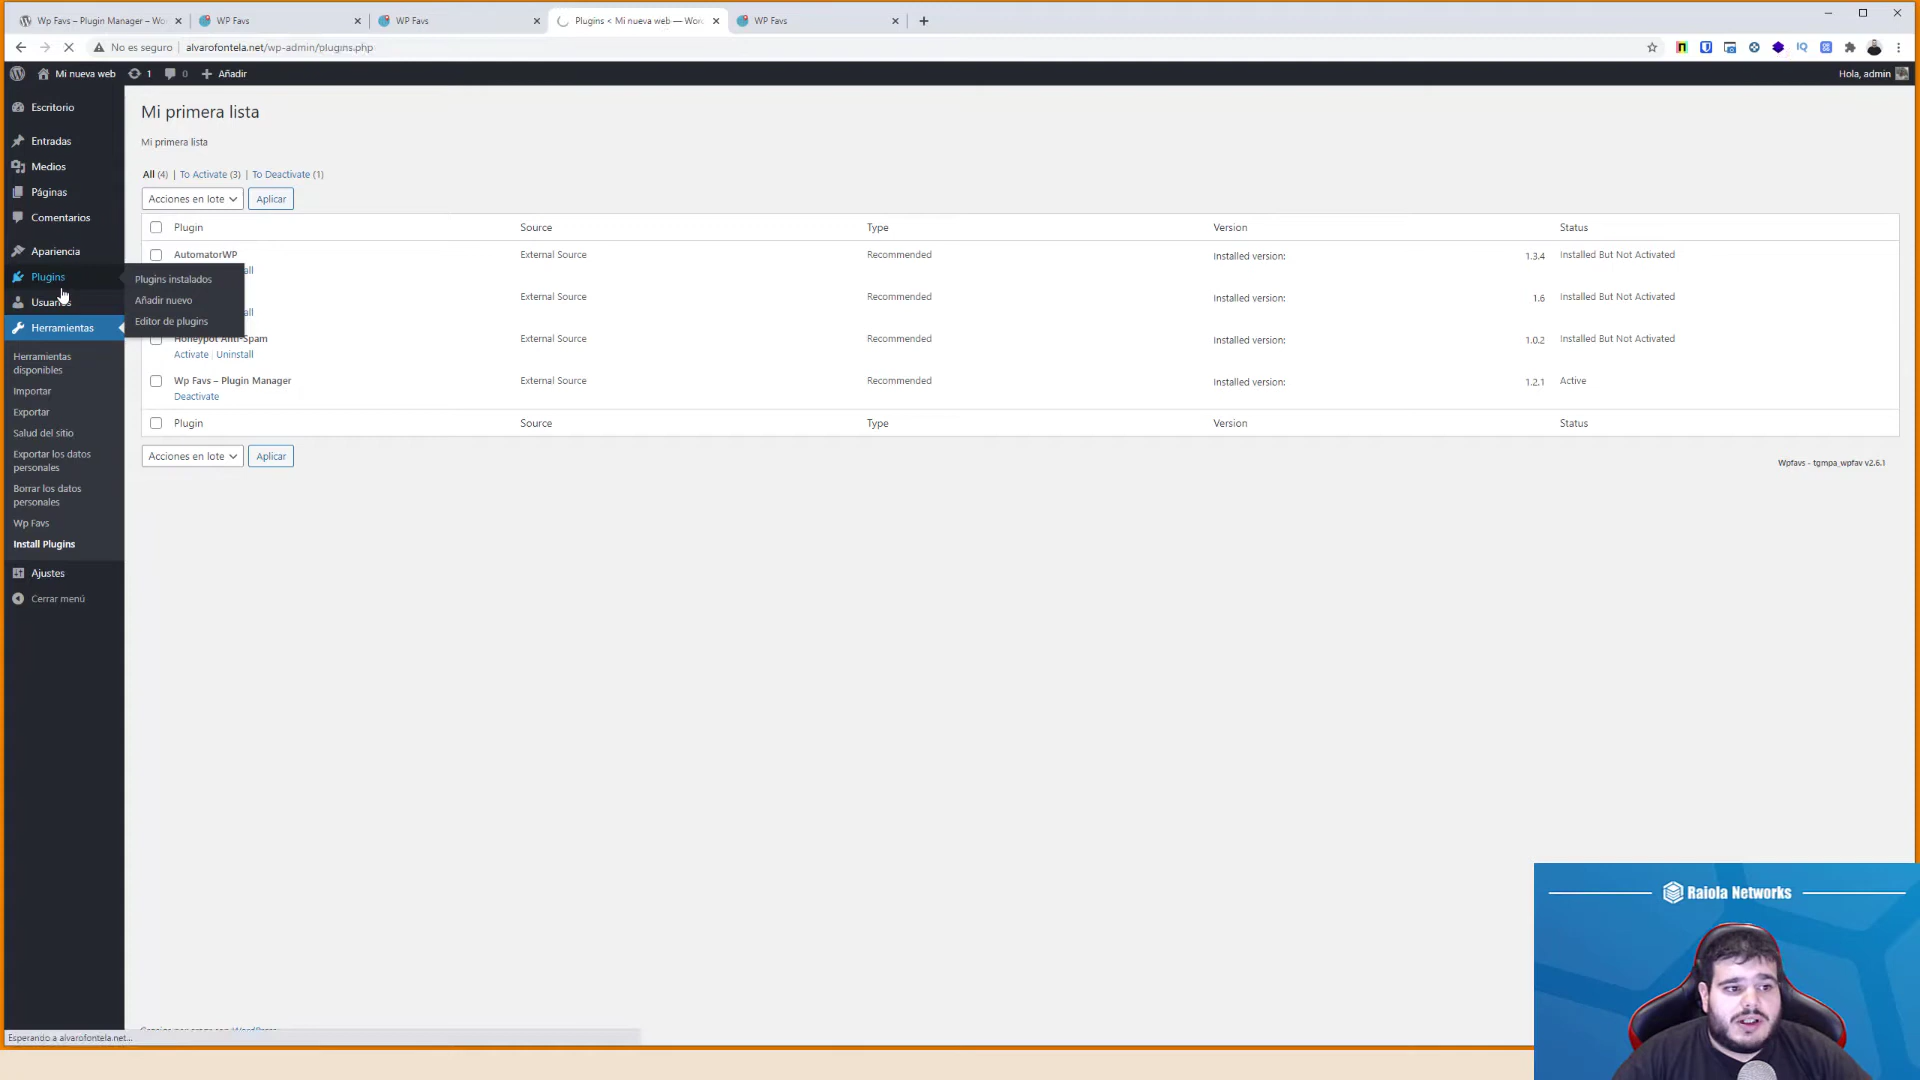 Wp Favs – Plugin Manager – Wo
WP Favs
WP Favs
Plugins < Mi nueva web — Word
WP Favs
No es seguro
alvarofontela.net/wp-admin/plugins.php
Mi nueva web
1
0
Añadir
Hola, admin
Escritorio
Entradas
Medios
Páginas
Comentarios
Apariencia
Plugins
Usuarios
Herramientas
Herramientas
disponibles
Importar
Exportar
Salud del sitio
Exportar los datos
personales
Borrar los datos
personales
Wp Favs
Install Plugins
Ajustes
Cerrar menú
Plugins instalados
Añadir nuevo
Editor de plugins
Mi primera lista
Mi primera lista
All (4) | To Activate (3) | To Deactivate (1)
Acciones en lote
Aplicar
Plugin Source Type Version Status
AutomatorWP External Source Recommended Installed version: 1.3.4 Installed But Not Activated
all
External Source Recommended Installed version: 1.6 Installed But Not Activated
all
Honeypot Anti-Spam External Source Recommended Installed version: 1.0.2 Installed But Not Activated
Activate | Uninstall
Wp Favs – Plugin Manager External Source Recommended Installed version: 1.2.1 Active
Deactivate
Plugin Source Type Version Status
Acciones en lote
Aplicar
Wpfavs - tgmpa_wpfav v2.6.1
Esperando a alvarofontela.net...
Raiola Networks